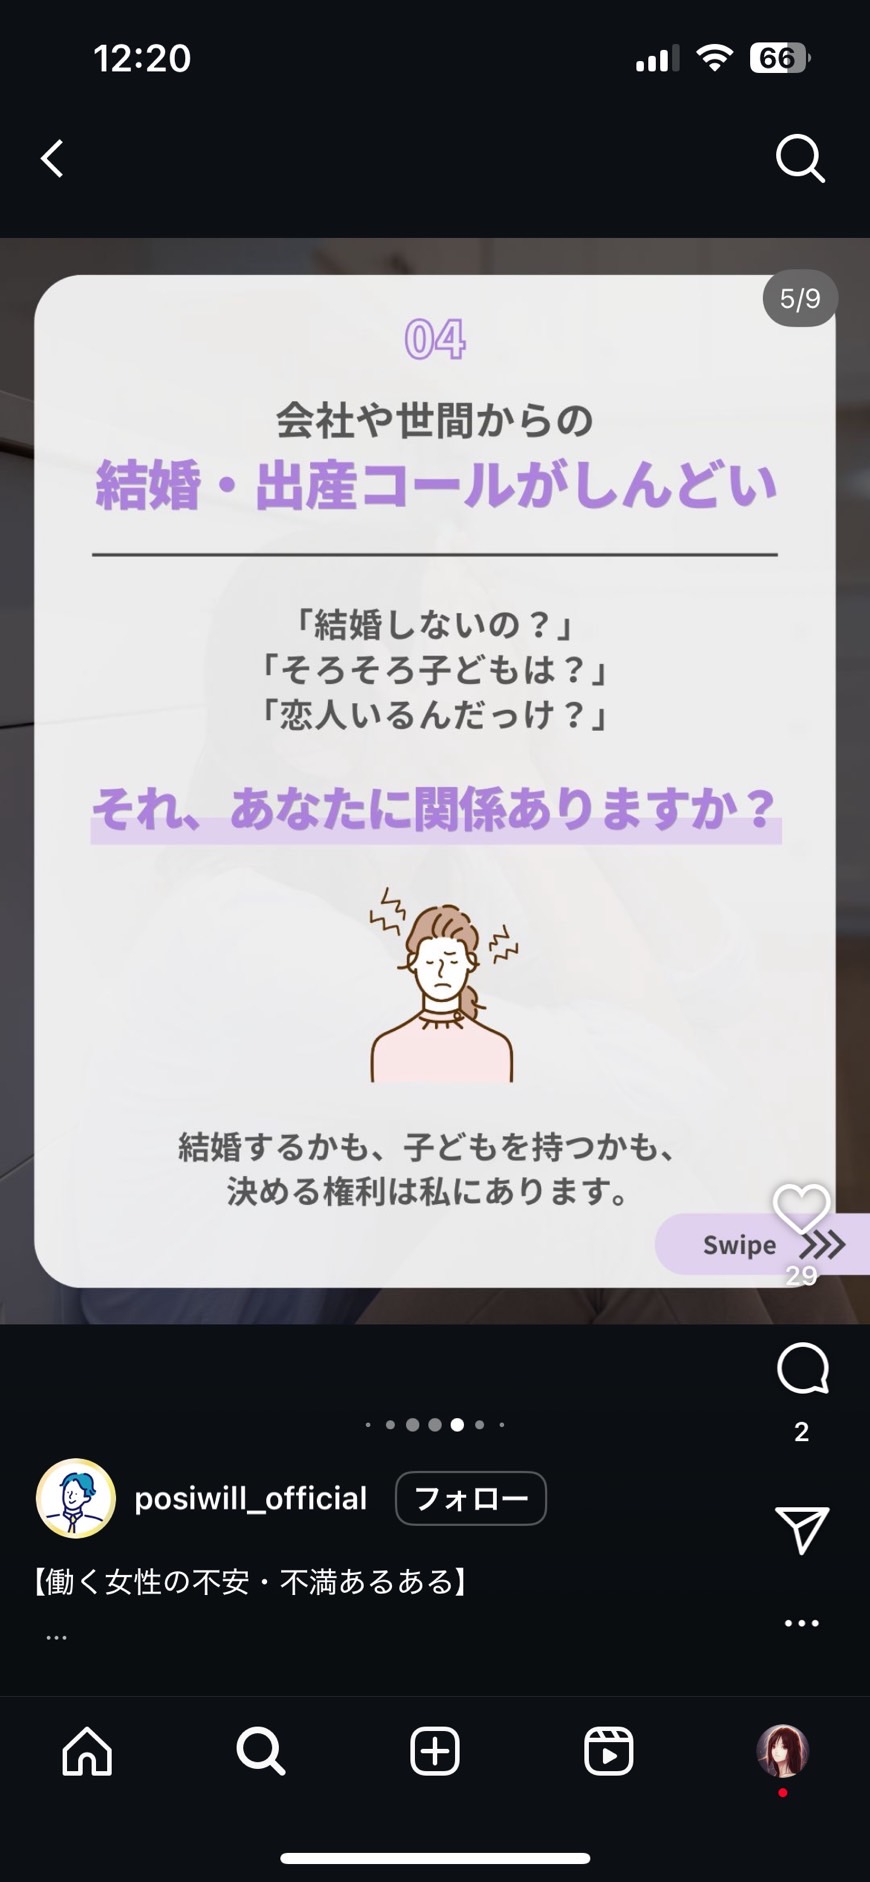 12:20
66
5/9
04
会社や世間からの
結婚・出産コールがしんどい
「結婚しないの？」
「そろそろ子どもは？」
「恋人いるんだっけ？」
それ、あなたに関係ありますか？
結婚するかも、子どもを持つかも、
決める権利は私にあります。
Swipe
29
2
posiwill_official
フォロー
【働く女性の不安・不満あるある】
...